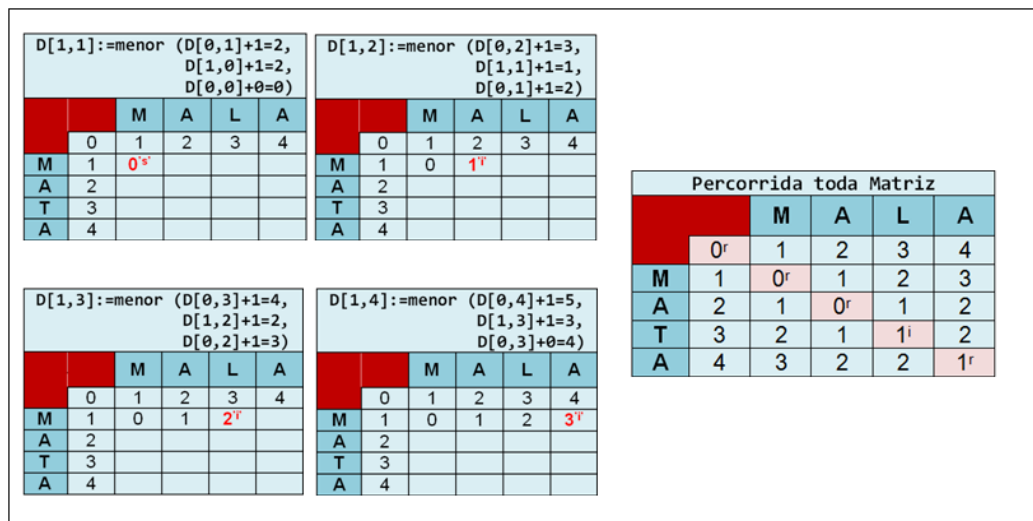 D[1,1]:=menor (D[0,1]+1=2,
D[1,0]+1=2,
D[0,0]+0=0)
M A L A
0 1 2 3 4
M 1 0's'
A 2
T 3
A 4
D[1,2]:=menor (D[0,2]+1=3,
D[1,1]+1=1,
D[0,1]+1=2)
M A L A
0 1 2 3 4
M 1 0 1'i'
A 2
T 3
A 4
D[1,3]:=menor (D[0,3]+1=4,
D[1,2]+1=2,
D[0,2]+1=3)
M A L A
0 1 2 3 4
M 1 0 1 2'i'
A 2
T 3
A 4
D[1,4]:=menor (D[0,4]+1=5,
D[1,3]+1=3,
D[0,3]+0=4)
M A L A
0 1 2 3 4
M 1 0 1 2 3'i'
A 2
T 3
A 4
Percorrida toda Matriz
M A L A
0r 1 2 3 4
M 1 0r 1 2 3
A 2 1 0r 1 2
T 3 2 1 1i 2
A 4 3 2 2 1r